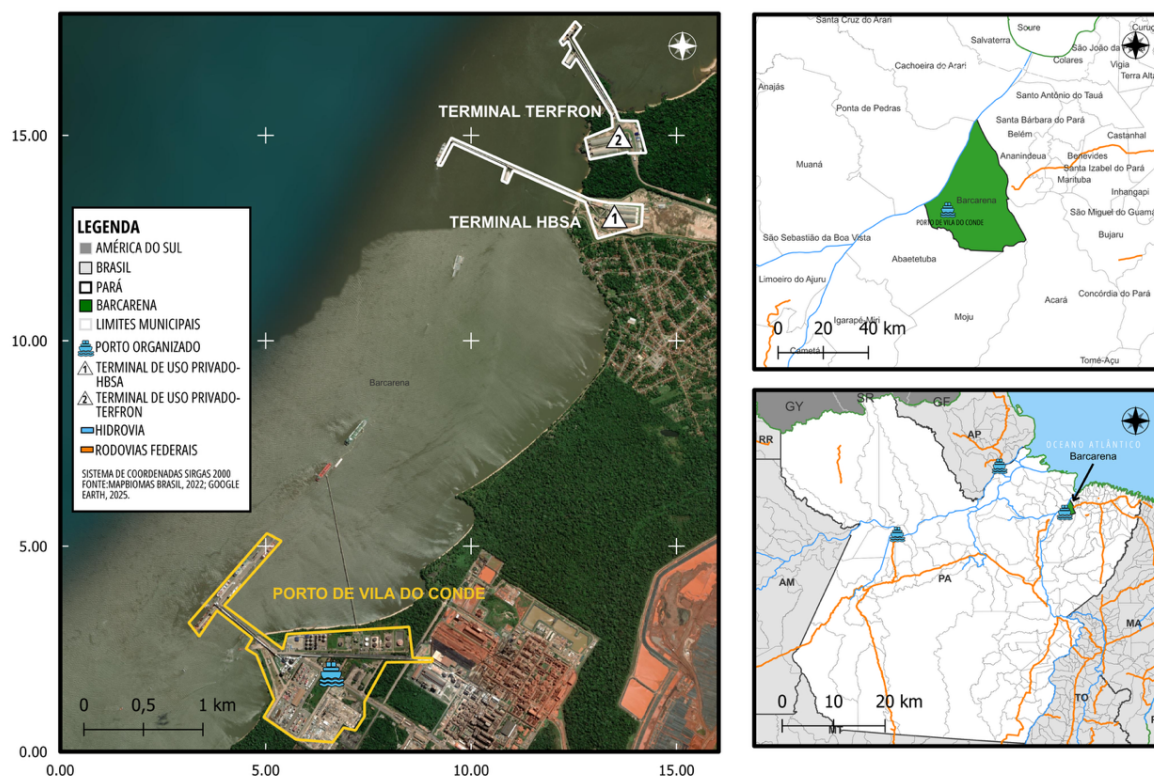 15.00
10.00
5.00
0.00
0.00
5.00
10.00
15.00
TERMINAL TERFRON
2
TERMINAL HBSA
1
Barcarena
PORTO DE VILA DO CONDE
0 0,5 1 km
LEGENDA
AMÉRICA DO SUL
BRASIL
PARÁ
BARCARENA
LIMITES MUNICIPAIS
PORTO ORGANIZADO
1
TERMINAL DE USO PRIVADO-
HBSA
2
TERMINAL DE USO PRIVADO-
TERFRON
HIDROVIA
RODOVIAS FEDERAIS
SISTEMA DE COORDENADAS SIRGAS 2000
FONTE:MAPBIOMAS BRASIL, 2022; GOOGLE
EARTH, 2025.
Santa Cruz do Arari
Soure
Salvaterra
São João da
Colares
Vigia
Cachoeira do Arari
Terra Alta
Anajás
Santo Antônio do Tauá
Ponta de Pedras
Santa Bárbara do Pará
Belém
Castanhal
Ananindeua
Benevides
Muaná
Santa Izabel do Pará
Marituba
Inhangapi
Barcarena
São Miguel do Guamá
PORTO DE VILA DO CONDE
São Sebastião da Boa Vista
Bujaru
Abaetetuba
Limoeiro do Ajuru
Concórdia do Pará
Acará
Igarapé-Miri
Moju
Cametá
Tomé-Açu
0 20 40 km
GY
SR
GF
RR
AP
OCEANO ATLÂNTICO
Barcarena
AM
PA
MA
TO
MT
0 10 20 km